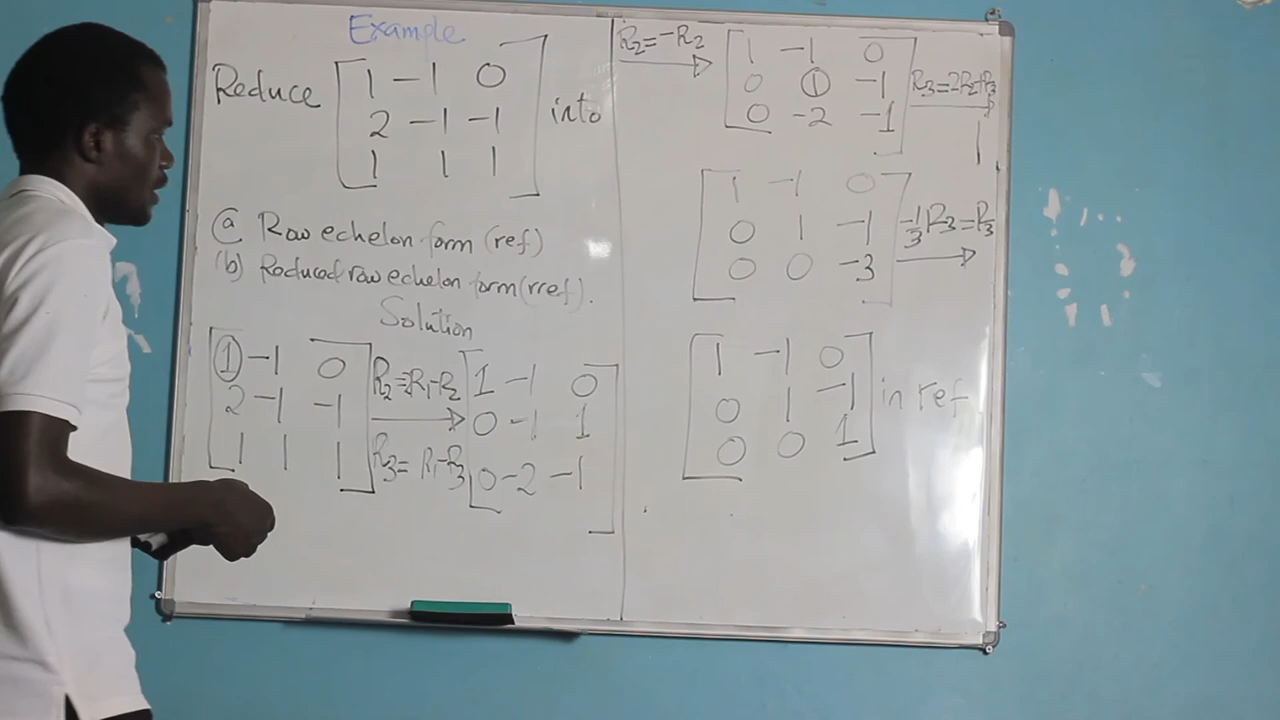 Example
Reduce
1 -1 0
2 -1 -1
1 1 1
into
(a) Row echelon form (ref)
(b) Reduced row echelon form (rref).
Solution
1 -1 0
2 -1 -1
1 1 1
R2=2R1-R2
R3=R1-R3
1 -1 0
0 -1 1
0 -2 -1
R2=-R2
1 -1 0
0 1 -1
0 -2 -1
R3=2R2+R3
1 -1 0
0 1 -1
0 0 -3
-1/3 R3=R3
1 -1 0
0 1 -1
0 0 1
in ref